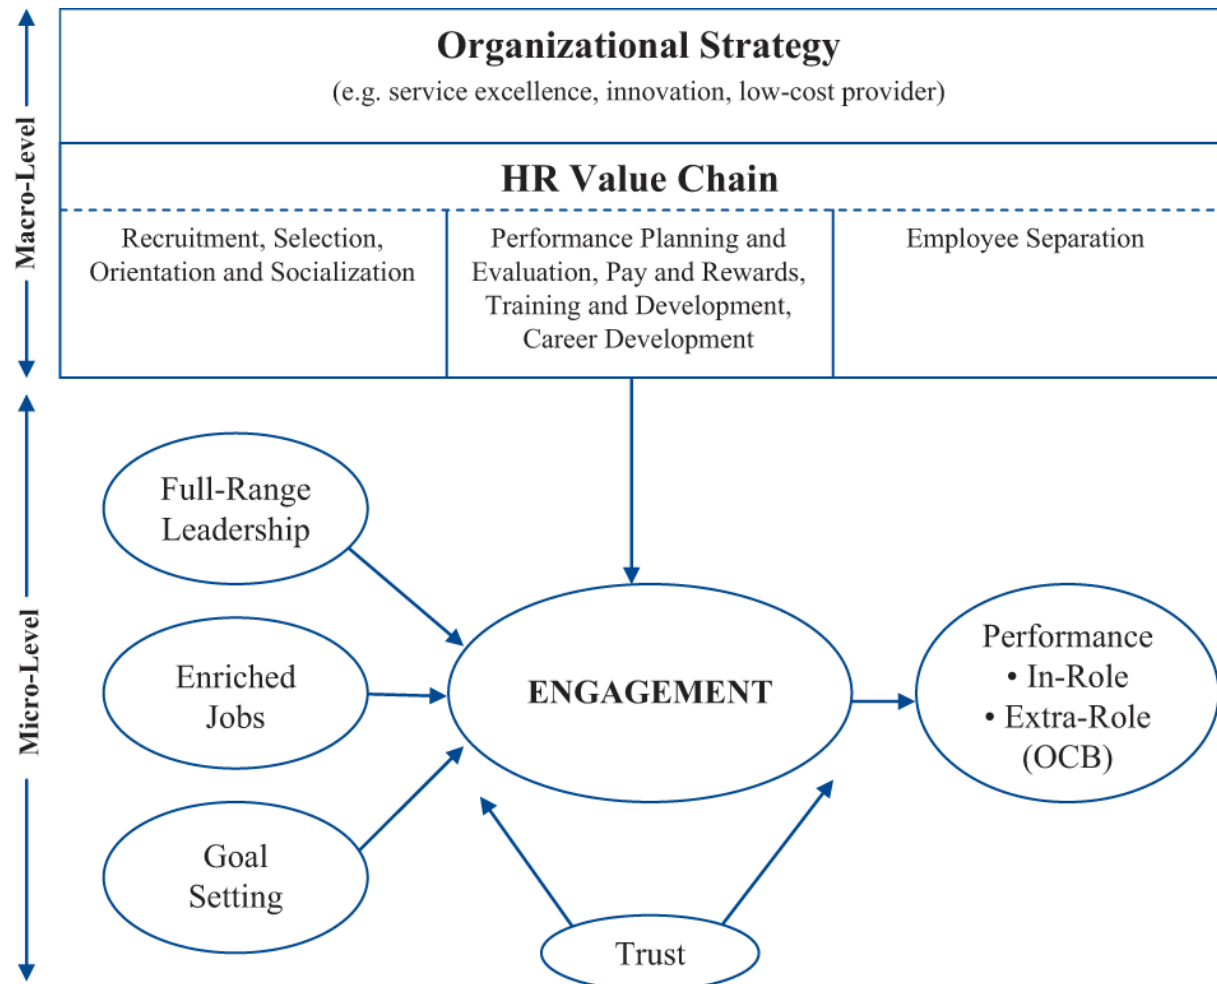 Organizational Strategy
(e.g. service excellence, innovation, low-cost provider)
Macro-Level
HR Value Chain
Recruitment, Selection,
Orientation and Socialization
Performance Planning and
Evaluation, Pay and Rewards,
Training and Development,
Career Development
Employee Separation
Micro-Level
Full-Range
Leadership
Enriched
Jobs
Goal
Setting
ENGAGEMENT
Performance
• In-Role
• Extra-Role
(OCB)
Trust